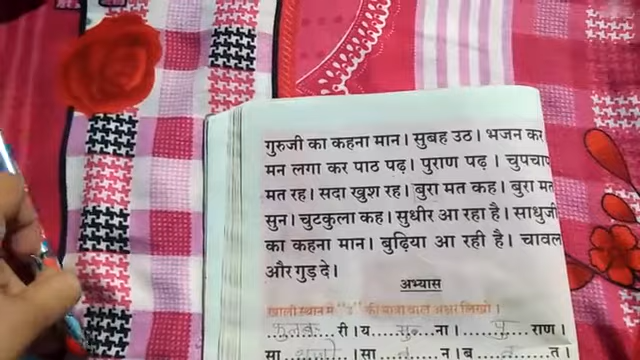 गुरुजी का कहना मान। सुबह उठ। भजन कर
मन लगा कर पाठ पढ़। पुराण पढ़। चुपचाप
मत रह। सदा खुश रह। बुरा मत कह। बुरा मत
सुन। चुटकुला कह। सुधीर आ रहा है। साधुजी
का कहना मान। बुढ़िया आ रही है। चावल
और गुड़ दे।
अभ्यास
खाली स्थान में की मात्रा वाले अक्षर लिखो।
री। य ना। राण।
सा सा न। ब त